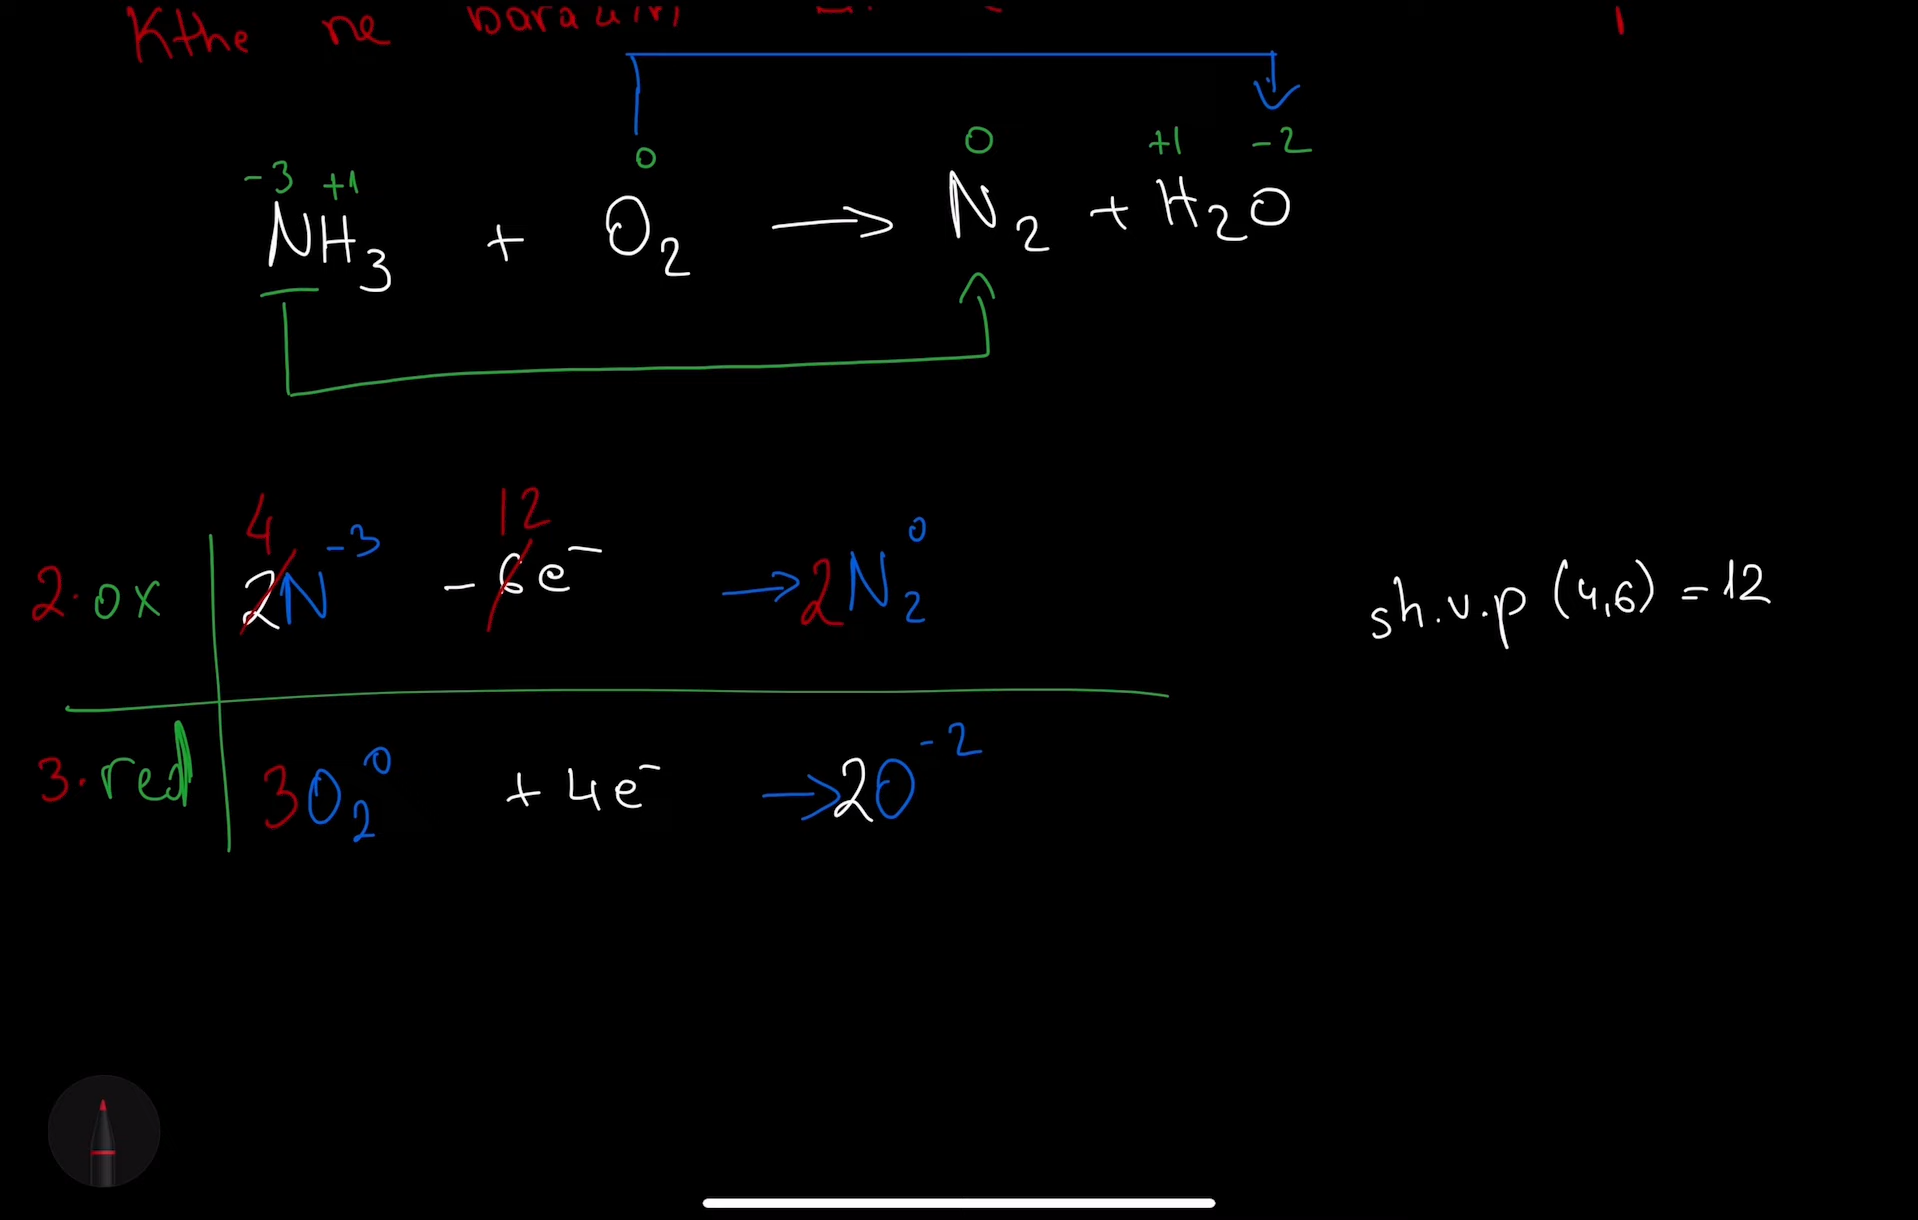 Kthe ne
0 0 +1 -2
-3 +1
NH3 + O2 → N2 + H2O
4 12
2. ox 2N^-3 - 6e^- → 2N2^0 sh.v.p (4,6) = 12
3. red 3O2^0 + 4e^- → 2O^-2